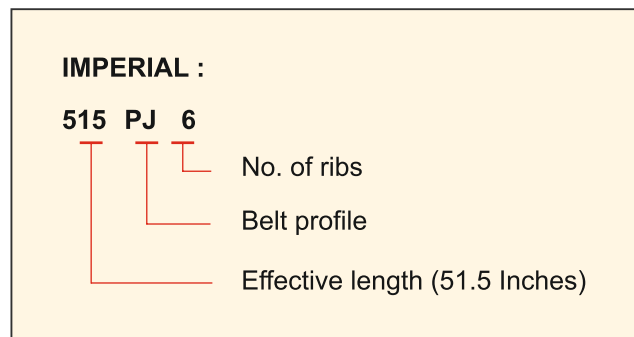 IMPERIAL :
515 PJ 6
No. of ribs
Belt profile
Effective length (51.5 Inches)